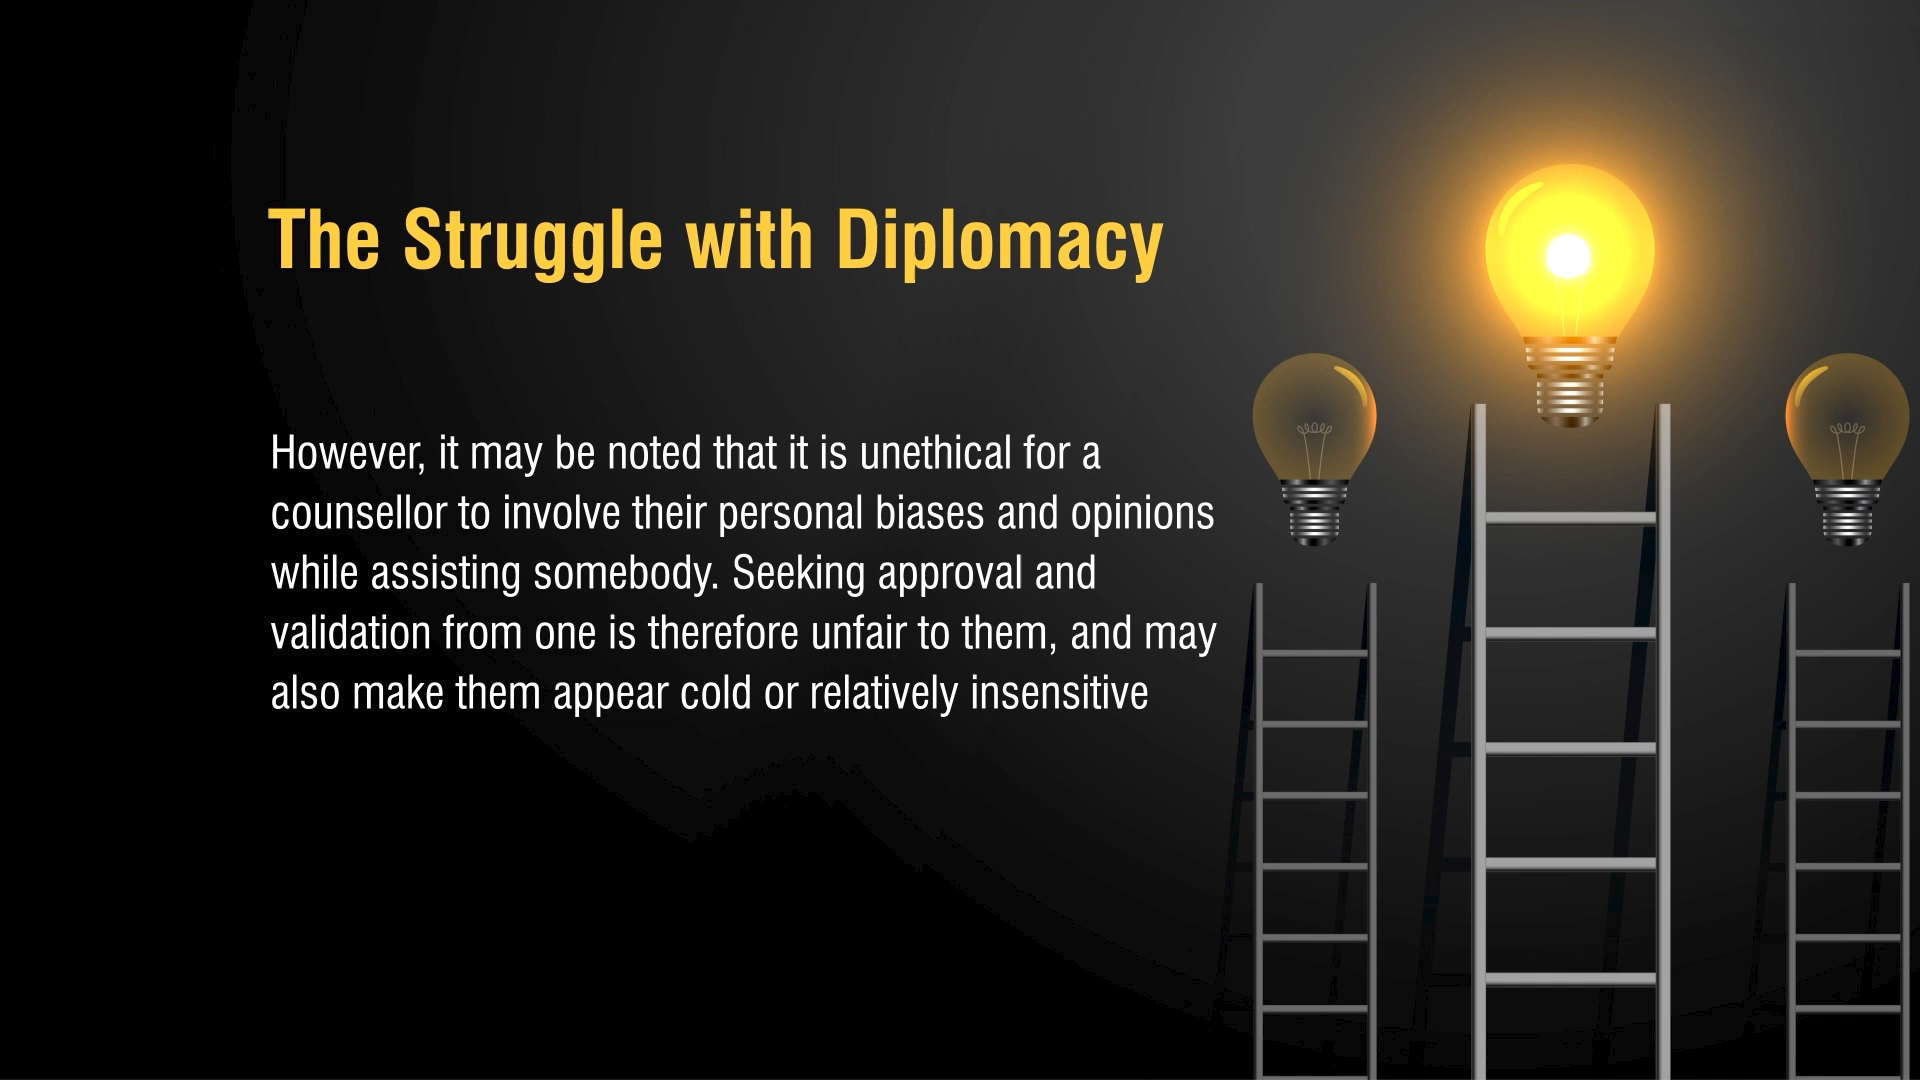 The Struggle with Diplomacy
However, it may be noted that it is unethical for a
counsellor to involve their personal biases and opinions
while assisting somebody. Seeking approval and
validation from one is therefore unfair to them, and may
also make them appear cold or relatively insensitive